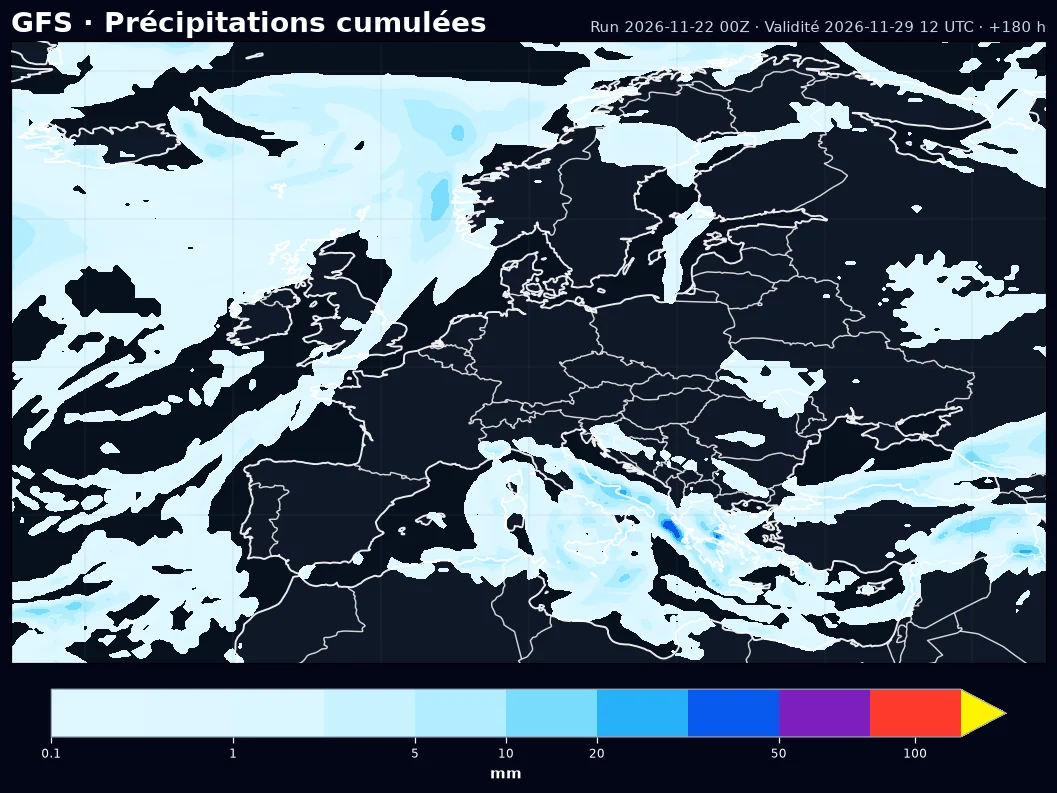 GFS · Précipitations cumulées
Run 2026-11-22 00Z · Validité 2026-11-29 12 UTC · +180 h
0.1 1 5 10 20 50 100
mm